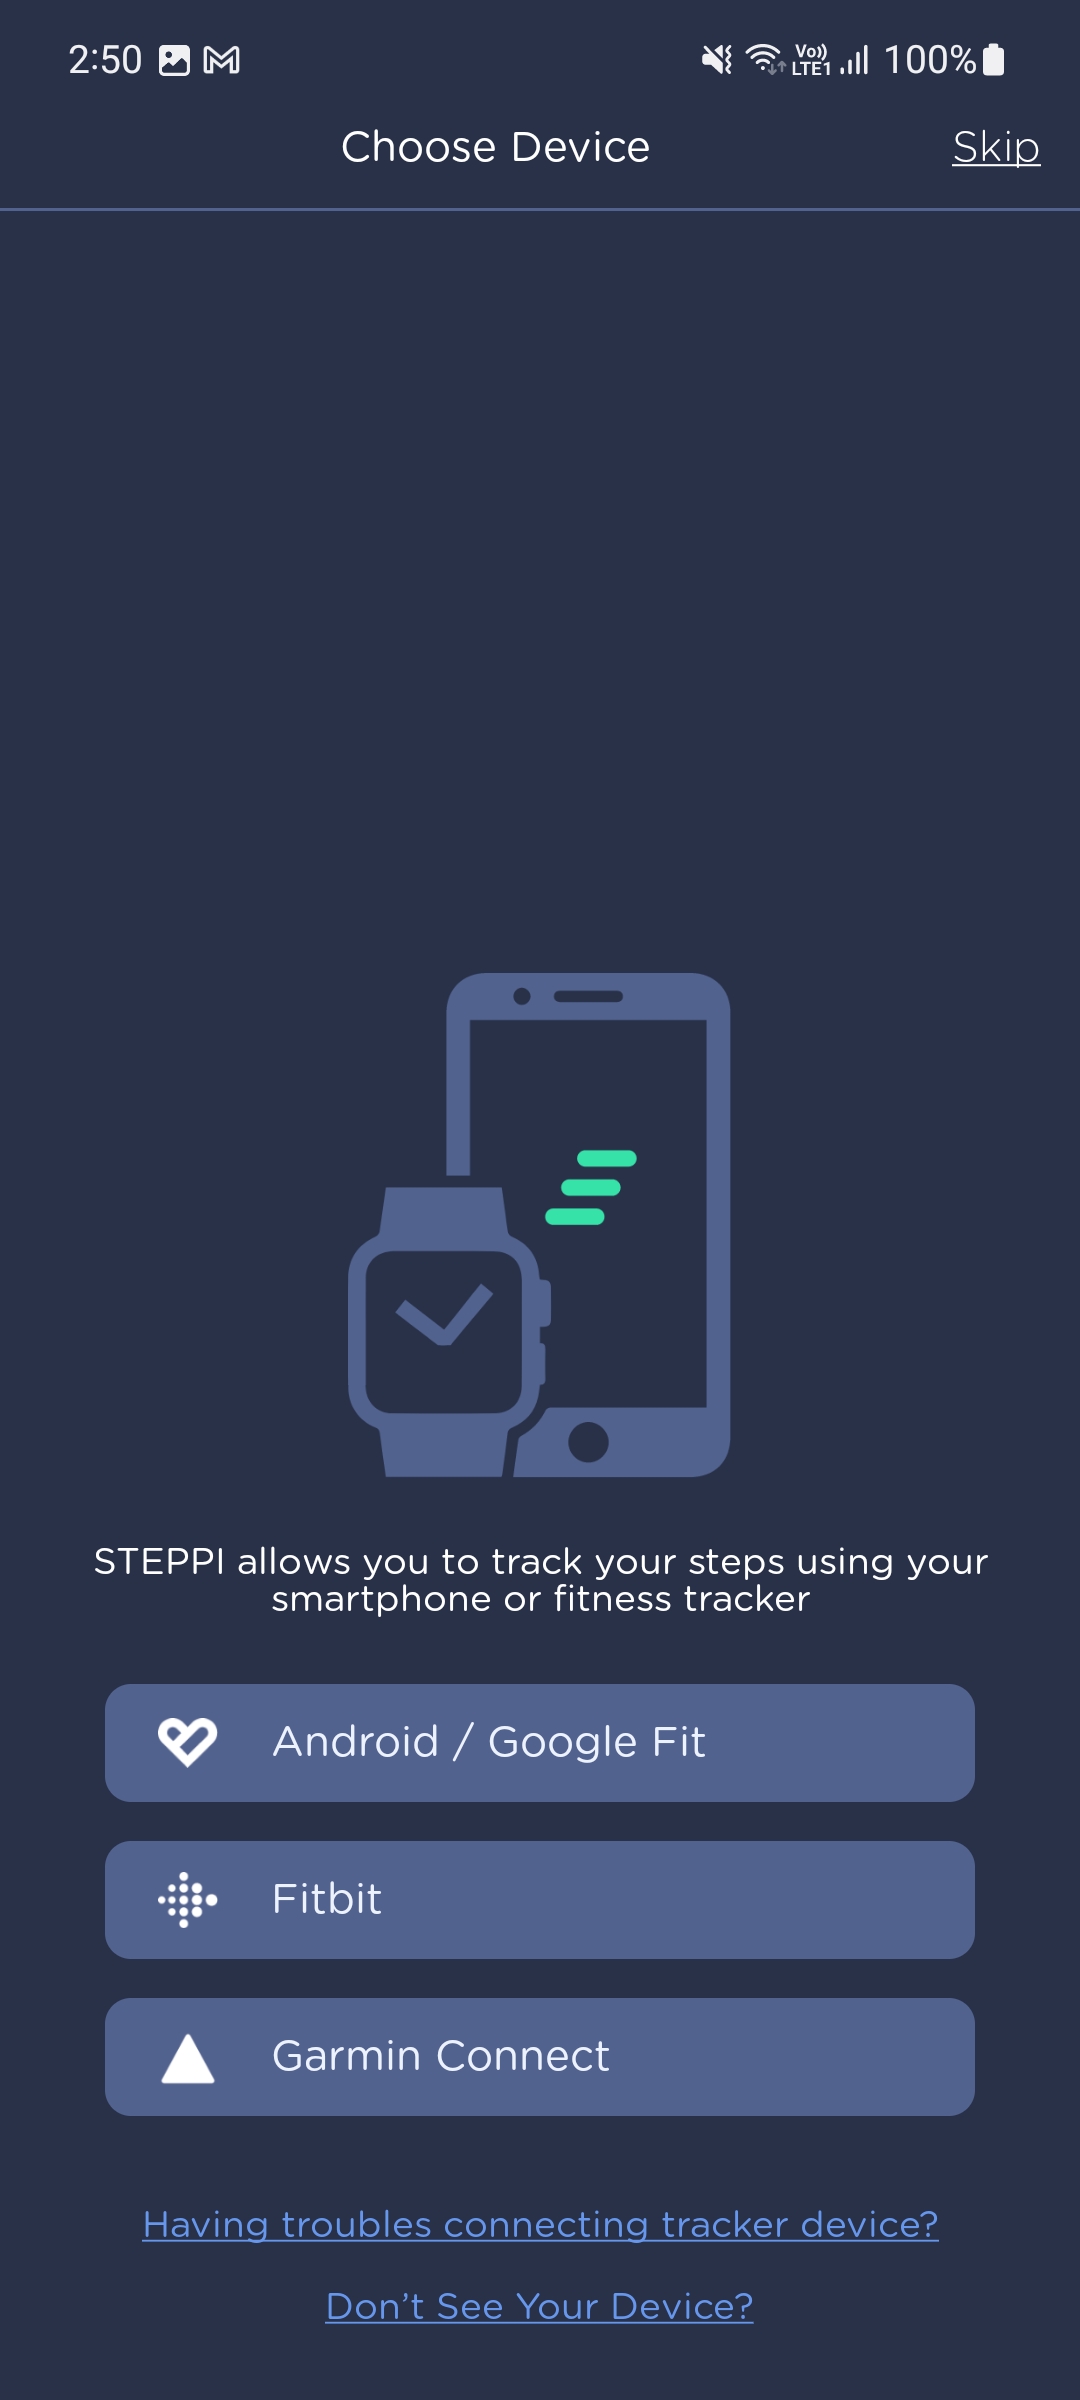 2:50
Vo)) LTE1 100%
Choose Device
Skip
STEPPI allows you to track your steps using your
smartphone or fitness tracker
Android / Google Fit
Fitbit
Garmin Connect
Having troubles connecting tracker device?
Don’t See Your Device?